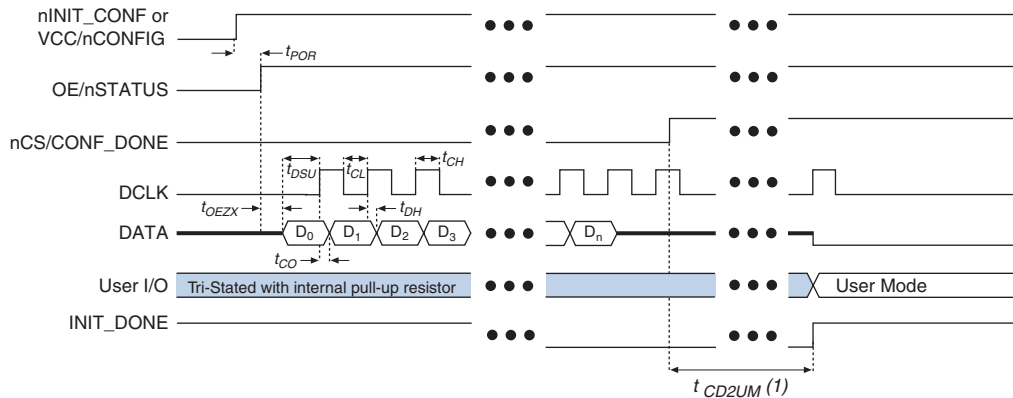 nINIT_CONF or
VCC/nCONFIG
tPOR
OE/nSTATUS
nCS/CONF_DONE
tDSU tCL tCH
DCLK
tOEZX tDH
DATA D0 D1 D2 D3 Dn
tCO
User I/O Tri-Stated with internal pull-up resistor User Mode
INIT_DONE
t CD2UM (1)